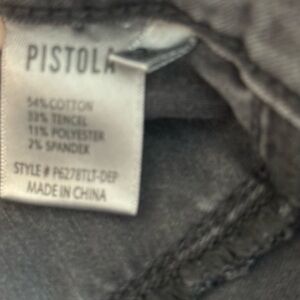 PISTOLA
54% COTTON
33% TENCEL
11% POLYESTER
2% SPANDEX
STYLE # P6278TLT-DEP
MADE IN CHINA